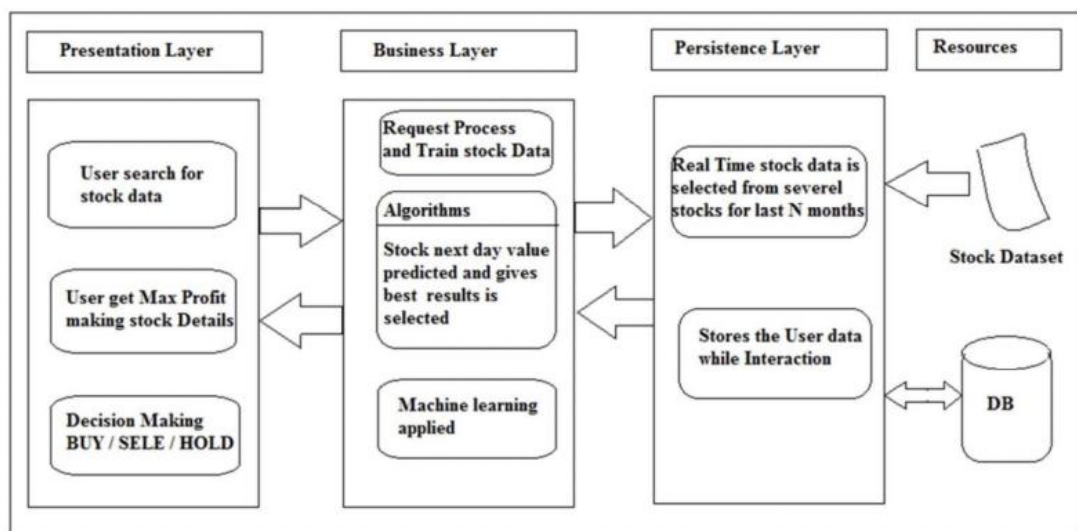 Presentation Layer
Business Layer
Persistence Layer
Resources
User search for
stock data
User get Max Profit
making stock Details
Decision Making
BUY / SELE / HOLD
Request Process
and Train stock Data
Algorithms
Stock next day value
predicted and gives
best results is
selected
Machine learning
applied
Real Time stock data is
selected from severel
stocks for last N months
Stores the User data
while Interaction
Stock Dataset
DB